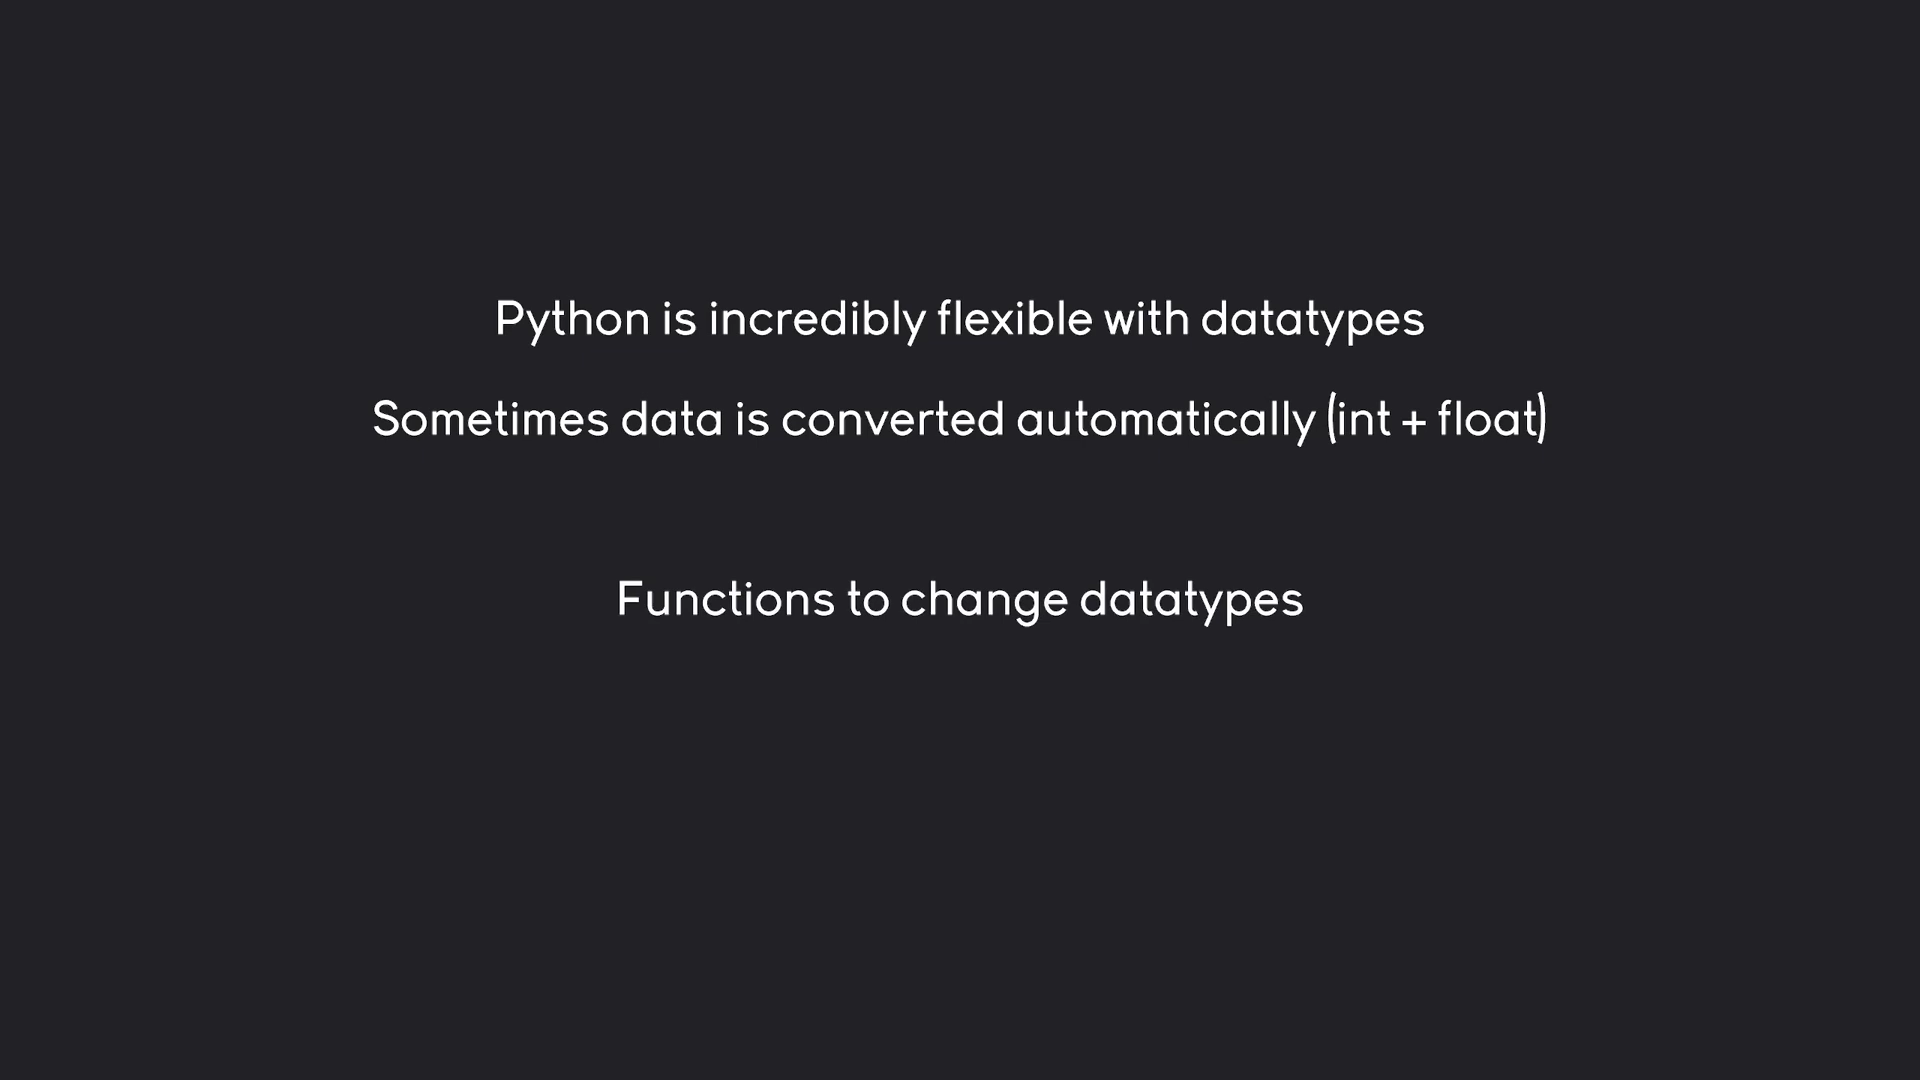 Python is incredibly flexible with datatypes
Sometimes data is converted automatically (int + float)
Functions to change datatypes